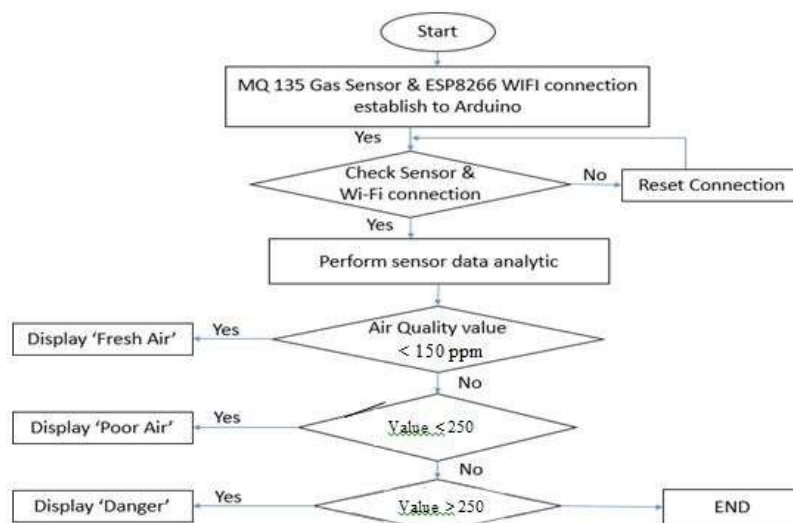 Start
MQ 135 Gas Sensor & ESP8266 WIFI connection
establish to Arduino
Yes
Check Sensor &
Wi-Fi connection
No
Reset Connection
Yes
Perform sensor data analytic
Air Quality value
< 150 ppm
Yes
Display ‘Fresh Air’
No
Value <250
Yes
Display ‘Poor Air’
No
Value >250
Yes
Display ‘Danger’
END